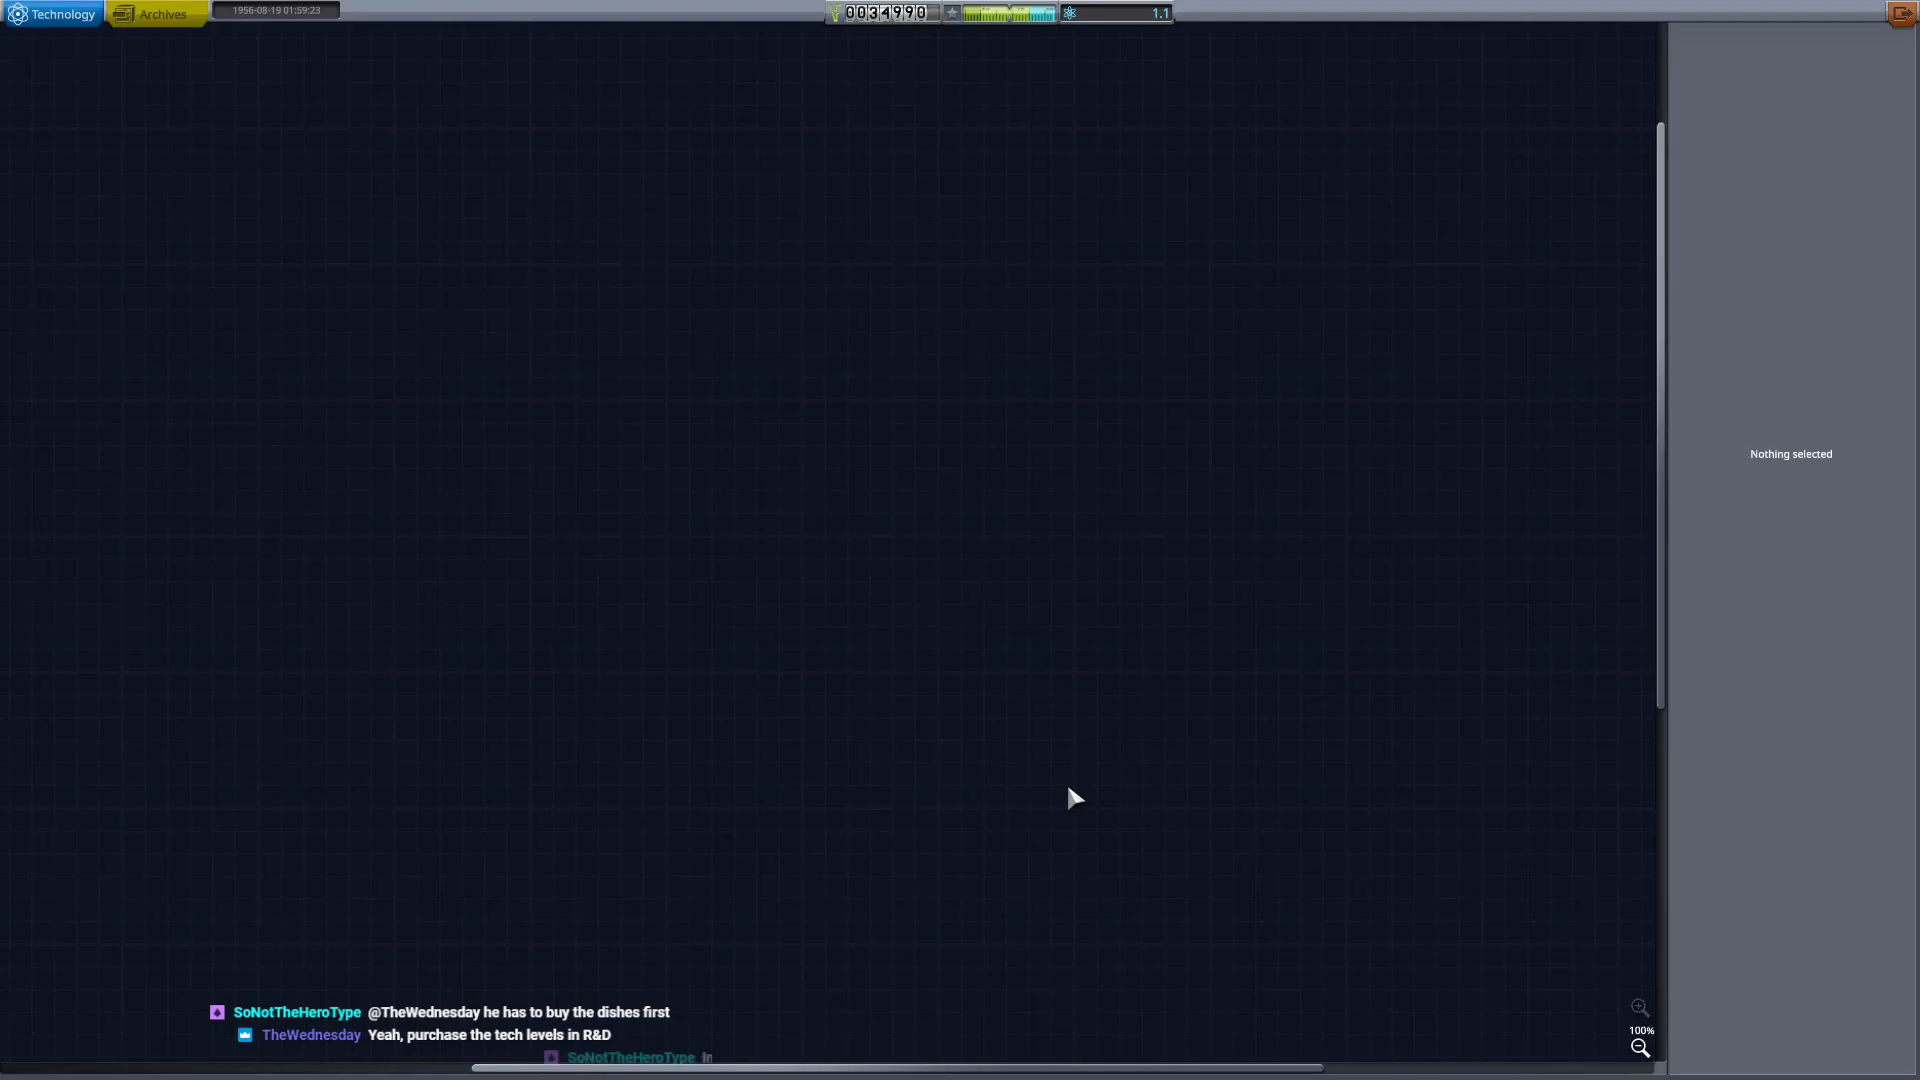 Technology
Archives
1956-08-19 01:59:23
0034990
1.1
Nothing selected
SoNotTheHeroType @TheWednesday he has to buy the dishes first
TheWednesday Yeah, purchase the tech levels in R&D
SoNotTheHeroType
100%